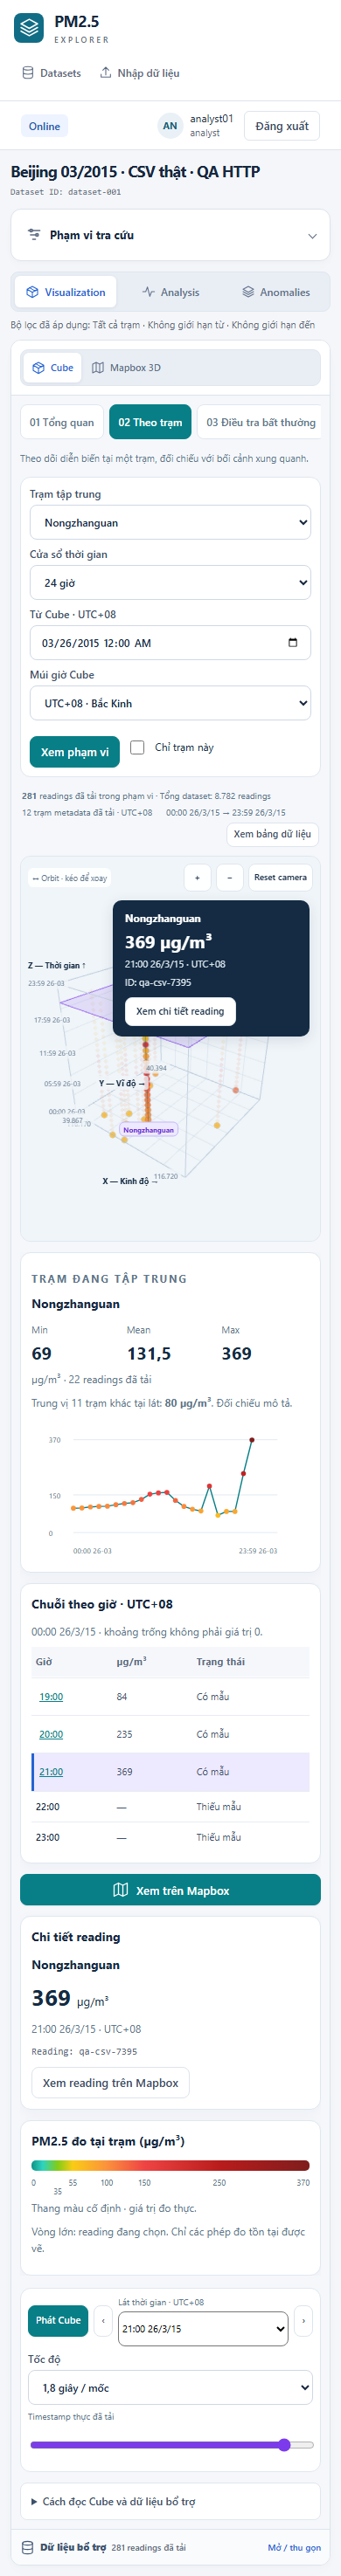 PM2.5
EXPLORER
Datasets
Nhập dữ liệu
Online
AN
analyst01
analyst
Đăng xuất
Beijing 03/2015 · CSV thật · QA HTTP
Dataset ID: dataset-001
Phạm vi tra cứu
Visualization
Analysis
Anomalies
Bộ lọc đã áp dụng: Tất cả trạm · Không giới hạn từ · Không giới hạn đến
Cube
Mapbox 3D
01 Tổng quan
02 Theo trạm
03 Điều tra bất thường
Theo dõi diễn biến tại một trạm, đối chiếu với bối cảnh xung quanh.
Trạm tập trung
Nongzhanguan
Cửa sổ thời gian
24 giờ
Từ Cube · UTC+08
03/26/2015 12:00 AM
Múi giờ Cube
UTC+08 · Bắc Kinh
Xem phạm vi
Chỉ trạm này
281 readings đã tải trong phạm vi · Tổng dataset: 8.782 readings
12 trạm metadata đã tải · UTC+08 00:00 26/3/15 → 23:59 26/3/15
Xem bảng dữ liệu
↔ Orbit · kéo để xoay
+
−
Reset camera
Nongzhanguan
369 µg/m³
21:00 26/3/15 · UTC+08
ID: qa-csv-7395
Xem chi tiết reading
Z — Thời gian ↑
23:59 26-03
17:59 26-03
11:59 26-03
05:59 26-03
00:00 26-03
39.867
40.394
Y — Vĩ độ →
Nongzhanguan
X — Kinh độ →
116.720
TRẠM ĐANG TẬP TRUNG
Nongzhanguan
Min
Mean
Max
69
131,5
369
µg/m³ · 22 readings đã tải
Trung vị 11 trạm khác tại lát: 80 µg/m³. Đối chiếu mô tả.
370
150
0
00:00 26-03
23:59 26-03
Chuỗi theo giờ · UTC+08
00:00 26/3/15 · khoảng trống không phải giá trị 0.
Giờ
µg/m³
Trạng thái
19:00 84 Có mẫu
20:00 235 Có mẫu
21:00 369 Có mẫu
22:00 — Thiếu mẫu
23:00 — Thiếu mẫu
Xem trên Mapbox
Chi tiết reading
Nongzhanguan
369 µg/m³
21:00 26/3/15 · UTC+08
Reading: qa-csv-7395
Xem reading trên Mapbox
PM2.5 đo tại trạm (µg/m³)
0 35 55 100 150 250 370
Thang màu cố định · giá trị đo thực.
Vòng lớn: reading đang chọn. Chỉ các phép đo tồn tại được
vẽ.
Phát Cube
‹
Lát thời gian · UTC+08
21:00 26/3/15
›
Tốc độ
1,8 giây / mốc
Timestamp thực đã tải
Cách đọc Cube và dữ liệu bổ trợ
Dữ liệu bổ trợ 281 readings đã tải
Mở / thu gọn